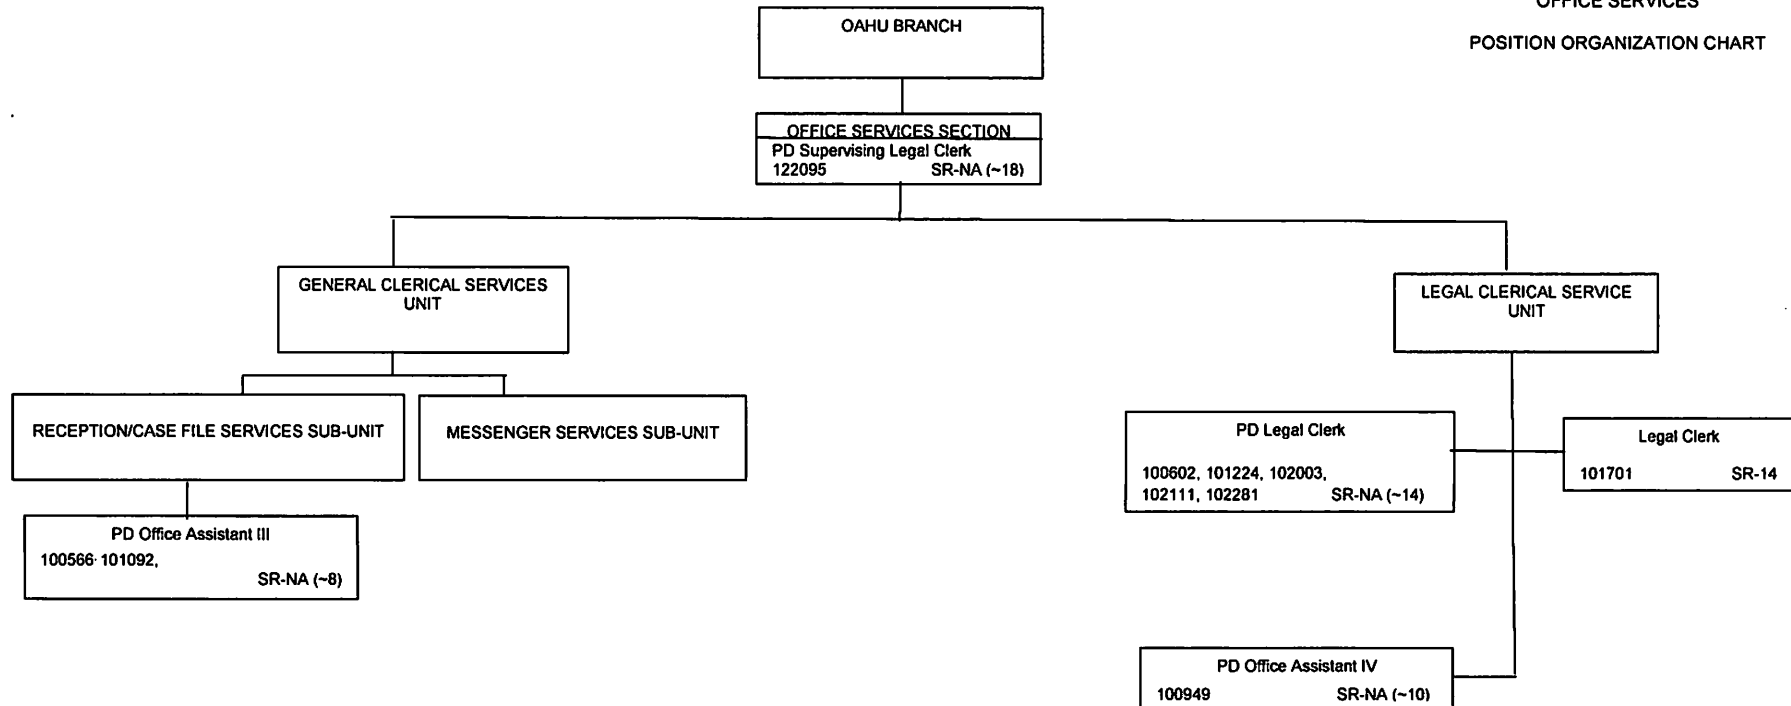 OFFICE SERVICES
POSITION ORGANIZATION CHART
OAHU BRANCH
OFFICE SERVICES SECTION
PD Supervising Legal Clerk
122095 SR-NA (~18)
GENERAL CLERICAL SERVICES
UNIT
LEGAL CLERICAL SERVICE
UNIT
RECEPTION/CASE FILE SERVICES SUB-UNIT
MESSENGER SERVICES SUB-UNIT
PD Office Assistant III
100566 101092,
SR-NA (~8)
PD Legal Clerk
100602, 101224, 102003,
102111, 102281 SR-NA (~14)
Legal Clerk
101701 SR-14
PD Office Assistant IV
100949 SR-NA (~10)